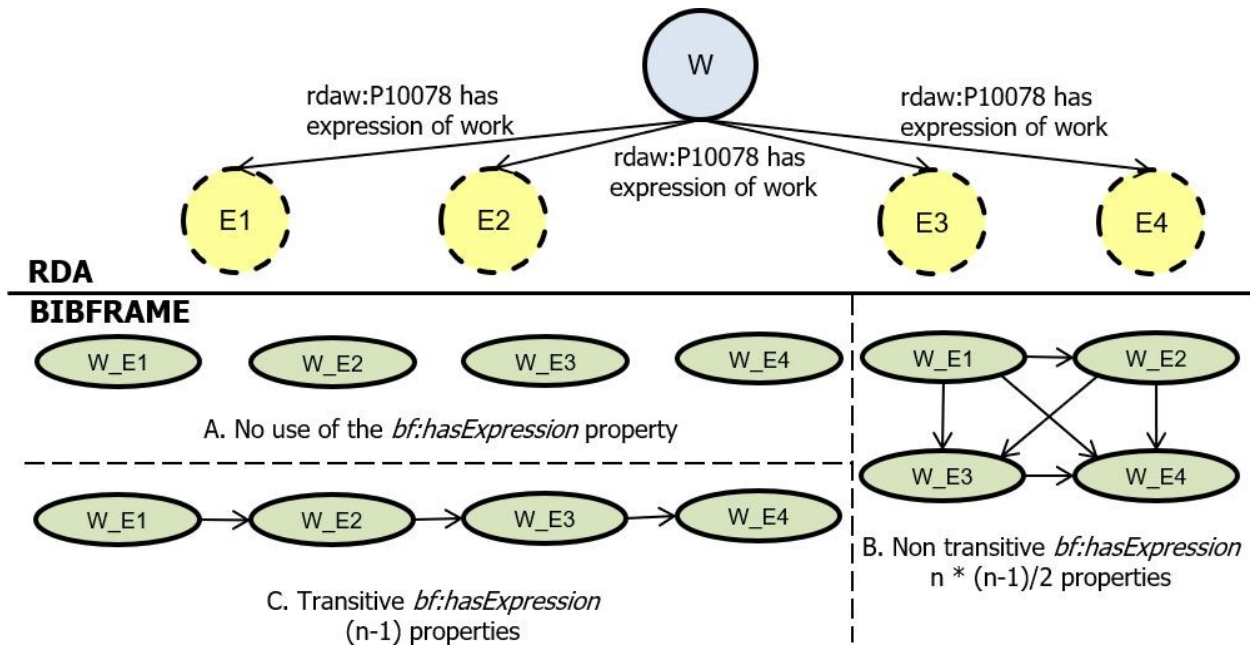 W
rdaw:P10078 has
expression of work
rdaw:P10078 has
expression of work
rdaw:P10078 has
expression of work
E1
E2
E3
E4
RDA
BIBFRAME
W_E1
W_E2
W_E3
W_E4
A. No use of the bf:hasExpression property
W_E1
W_E2
W_E3
W_E4
C. Transitive bf:hasExpression
(n-1) properties
W_E1
W_E2
W_E3
W_E4
B. Non transitive bf:hasExpression
n * (n-1)/2 properties